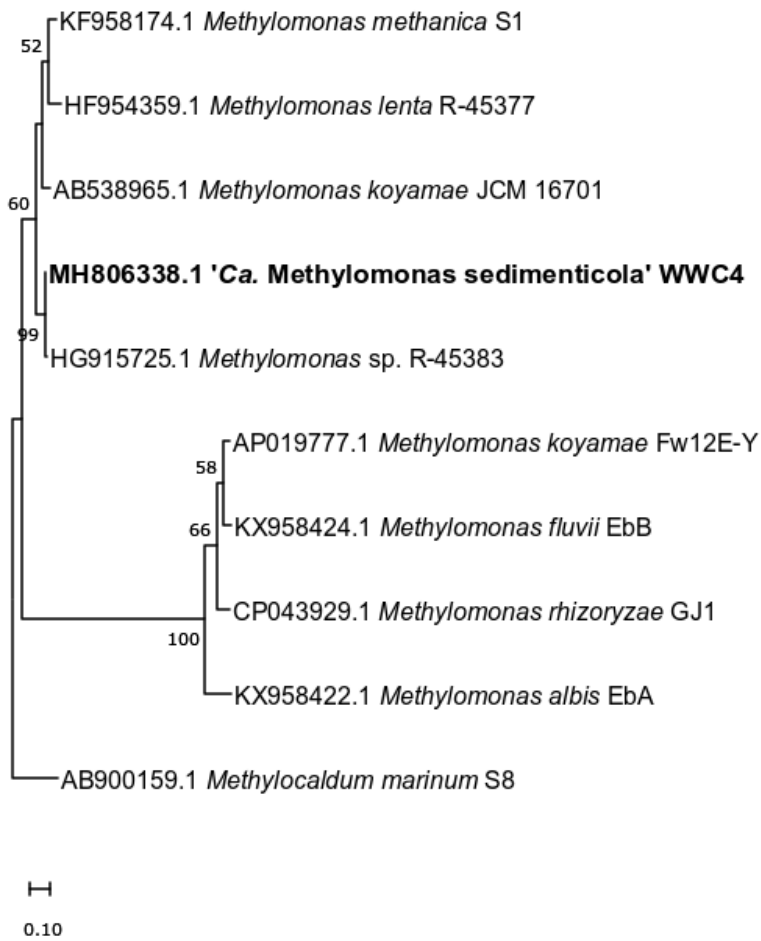 KF958174.1 Methylomonas methanica S1
52
HF954359.1 Methylomonas lenta R-45377
AB538965.1 Methylomonas koyamae JCM 16701
60
MH806338.1 'Ca. Methylomonas sedimenticola' WWC4
99
HG915725.1 Methylomonas sp. R-45383
AP019777.1 Methylomonas koyamae Fw12E-Y
58
KX958424.1 Methylomonas fluvii EbB
66
CP043929.1 Methylomonas rhizoryzae GJ1
100
KX958422.1 Methylomonas albis EbA
AB900159.1 Methylocaldum marinum S8
0.10